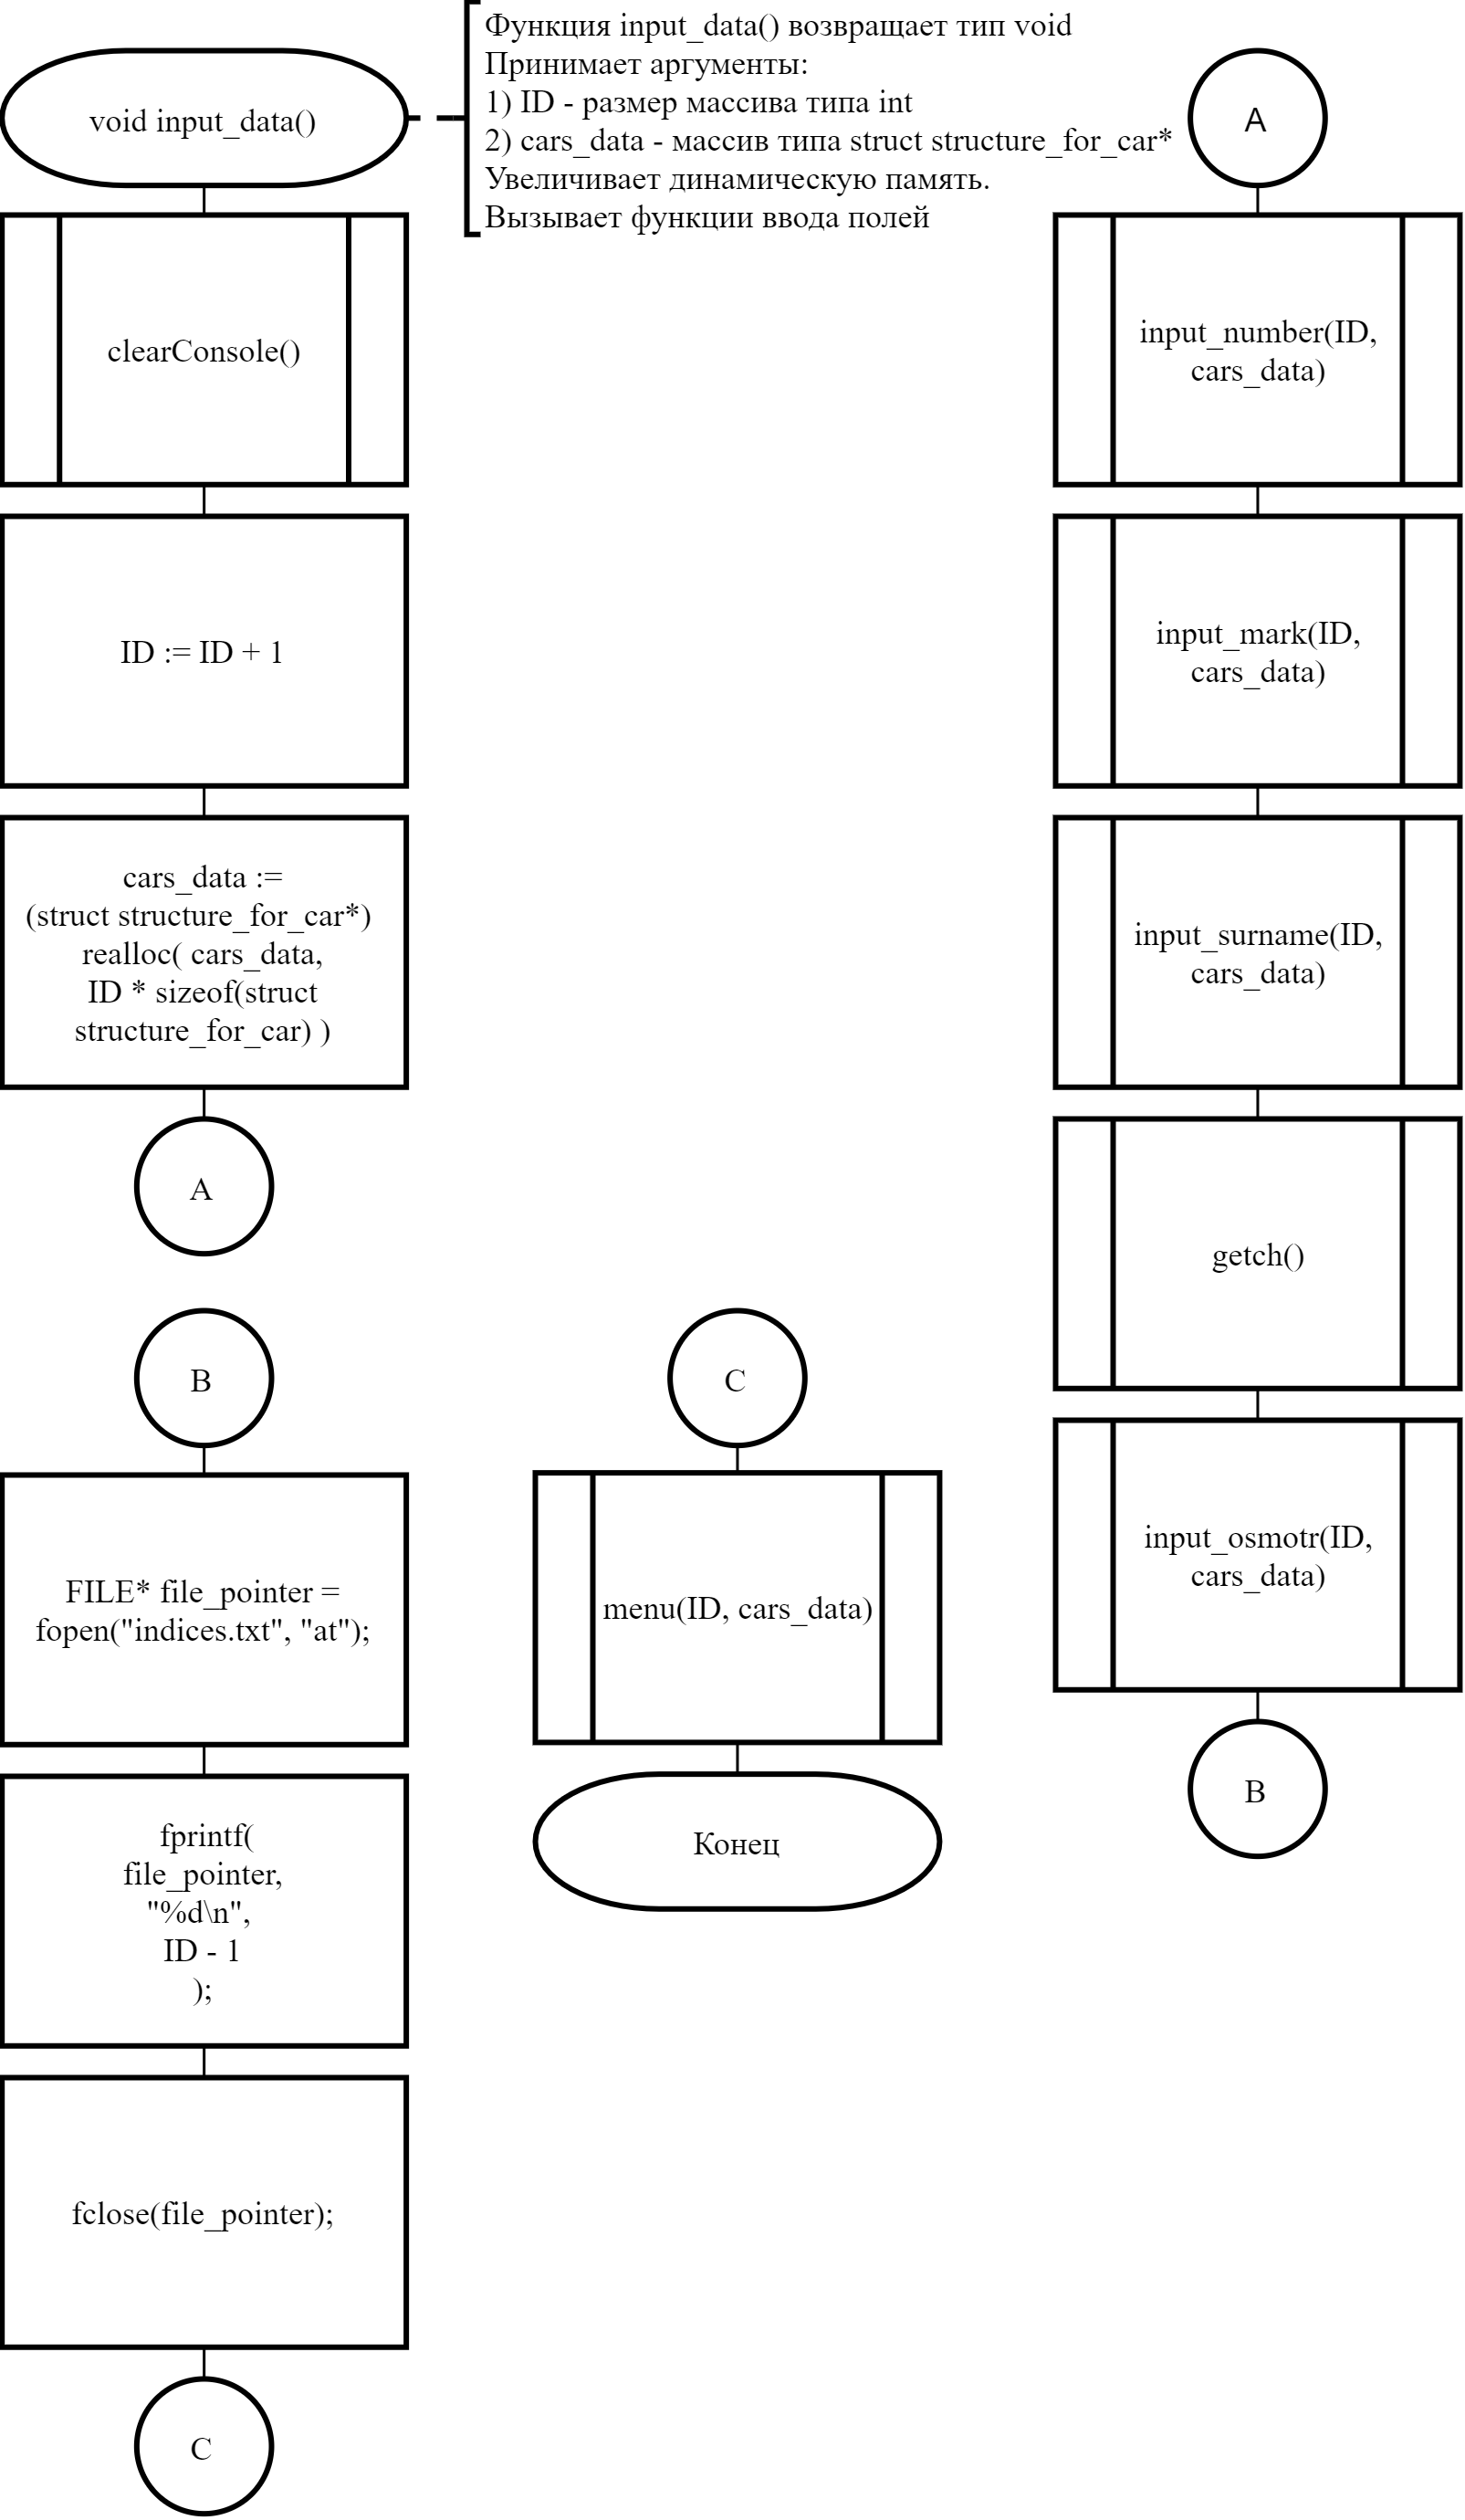 void input_data()
Функция input_data() возвращает тип void
Принимает аргументы:
1) ID - размер массива типа int
2) cars_data - массив типа struct structure_for_car*
Увеличивает динамическую память.
Вызывает функции ввода полей
clearConsole()
ID := ID + 1
cars_data :=
(struct structure_for_car*)
realloc( cars_data,
ID * sizeof(struct
structure_for_car) )
A
A
input_number(ID,
cars_data)
input_mark(ID,
cars_data)
input_surname(ID,
cars_data)
getch()
input_osmotr(ID,
cars_data)
B
B
FILE* file_pointer =
fopen("indices.txt", "at");
fprintf(
file_pointer,
"%d\n",
ID - 1
);
fclose(file_pointer);
C
C
menu(ID, cars_data)
Конец